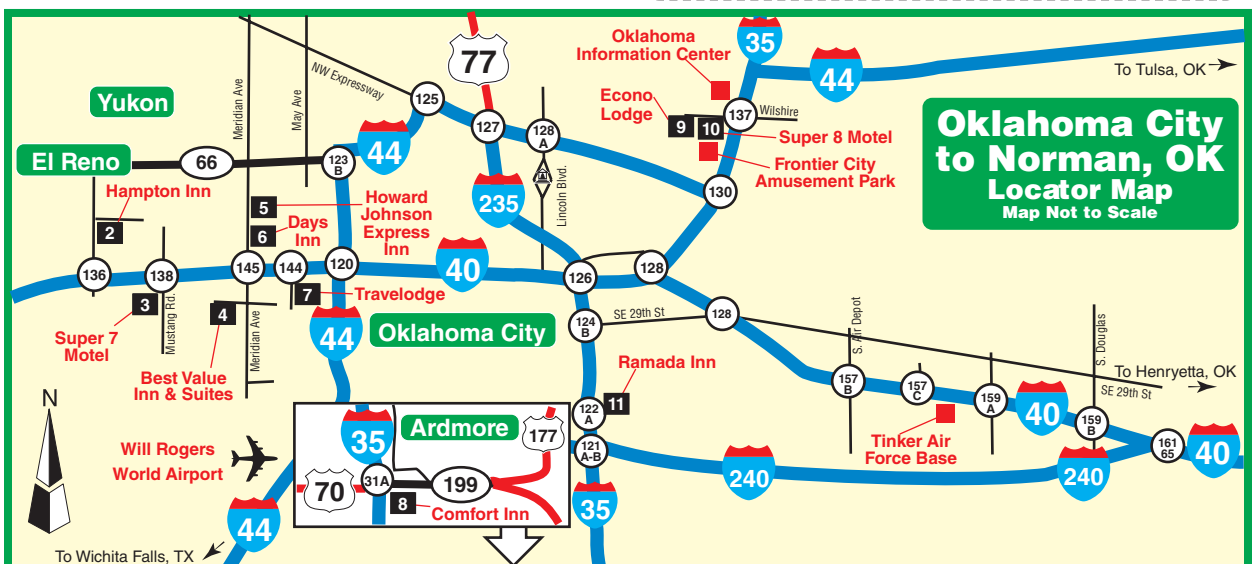 Oklahoma
Information Center
35
44
To Tulsa, OK
77
NW Expressway
Meridian Ave
May Ave
Yukon
125
127
128
A
Econo
Lodge
9
10
137
Wilshire
Super 8 Motel
Frontier City
Amusement Park
Oklahoma City
to Norman, OK
Locator Map
Map Not to Scale
El Reno
66
123
B
44
Hampton Inn
2
5
Howard
Johnson
Express
Inn
6
Days
Inn
235
Lincoln Blvd.
130
136
138
145
144
120
40
126
128
3
Mustang Rd.
4
Meridian Ave
7
Travelodge
Super 7
Motel
Best Value
Inn & Suites
44
Oklahoma City
124
B
SE 29th St
128
S. Air Depot
S. Douglas
To Henryetta, OK
SE 29th St
Ramada Inn
11
157
B
157
C
159
A
40
159
B
122
A
121
A-B
Tinker Air
Force Base
161
65
40
240
240
35
N
Will Rogers
World Airport
44
To Wichita Falls, TX
35
Ardmore
177
70
31A
199
8
Comfort Inn